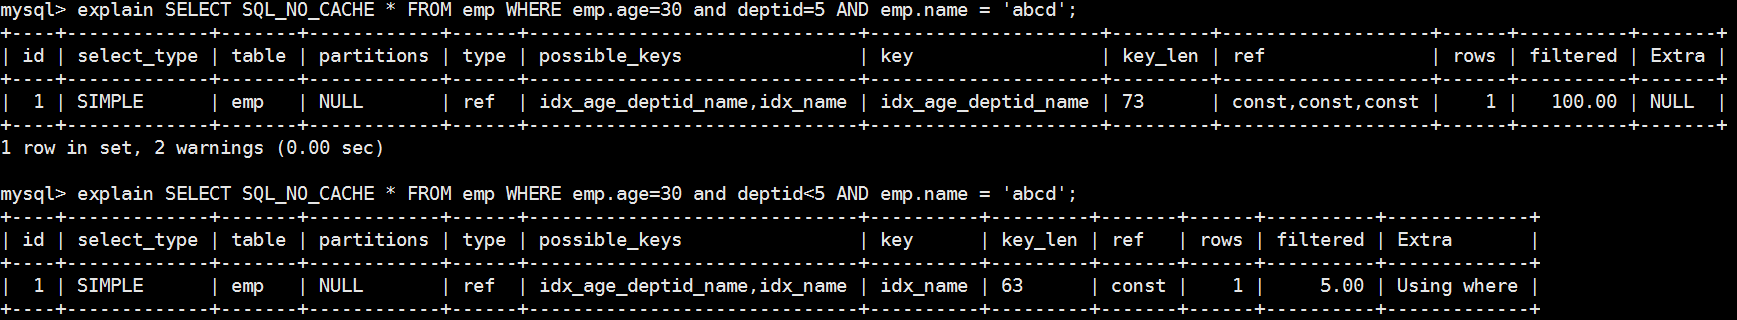 mysql> explain SELECT SQL_NO_CACHE * FROM emp WHERE emp.age=30 and deptid=5 AND emp.name = 'abcd';
+----+-------------+-------+------------+------+-------------------------------+----------------------+---------+-------------------+------+----------+-------+
| id | select_type | table | partitions | type | possible_keys                 | key                  | key_len | ref               | rows | filtered | Extra |
+----+-------------+-------+------------+------+-------------------------------+----------------------+---------+-------------------+------+----------+-------+
|  1 | SIMPLE      | emp   | NULL       | ref  | idx_age_deptid_name,idx_name | idx_age_deptid_name | 73      | const,const,const |    1 |   100.00 | NULL  |
+----+-------------+-------+------------+------+-------------------------------+----------------------+---------+-------------------+------+----------+-------+
1 row in set, 2 warnings (0.00 sec)
mysql> explain SELECT SQL_NO_CACHE * FROM emp WHERE emp.age=30 and deptid<5 AND emp.name = 'abcd';
+----+-------------+-------+------------+------+-------------------------------+----------+---------+-------+------+----------+-------------+
| id | select_type | table | partitions | type | possible_keys                 | key      | key_len | ref   | rows | filtered | Extra       |
+----+-------------+-------+------------+------+-------------------------------+----------+---------+-------+------+----------+-------------+
|  1 | SIMPLE      | emp   | NULL       | ref  | idx_age_deptid_name,idx_name | idx_name | 63      | const |    1 |     5.00 | Using where |
+----+-------------+-------+------------+------+-------------------------------+----------+---------+-------+------+----------+-------------+